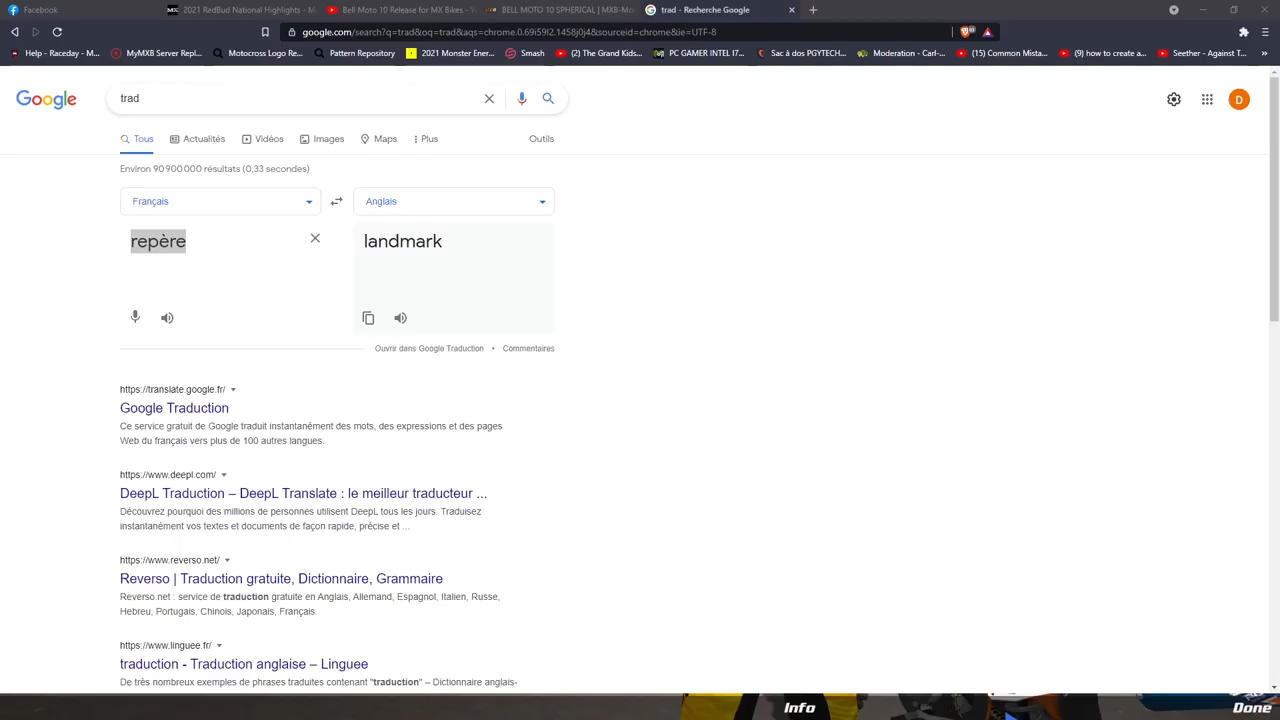 Facebook
2021 RedBud National Highlights - M
Bell Moto 10 Release for MX Bikes -
BELL MOTO 10 SPHERICAL | MXB-Mo
trad - Recherche Google
google.com/search?q=trad&oq=trad&aqs=chrome.0.69i59l2.1458j0j4&sourceid=chrome&ie=UTF-8
Help - Raceday - M...
MyMXB Server Repl...
Motocross Logo Re...
Pattern Repository
2021 Monster Ener...
Smash
(2) The Grand Kids...
PC GAMER INTEL I7...
Sac à dos PGYTECH...
Moderation - Carl-...
(15) Common Mista...
(9) how to create a...
Seether - Against T...
Google
trad
D
Tous
Actualités
Vidéos
Images
Maps
Plus
Outils
Environ 90 900 000 résultats (0,33 secondes)
Français
Anglais
repère
landmark
Ouvrir dans Google Traduction • Commentaires
https://translate.google.fr/
Google Traduction
Ce service gratuit de Google traduit instantanément des mots, des expressions et des pages
Web du français vers plus de 100 autres langues.
https://www.deepl.com/
DeepL Traduction – DeepL Translate : le meilleur traducteur ...
Découvrez pourquoi des millions de personnes utilisent DeepL tous les jours. Traduisez
instantanément vos textes et documents de façon rapide, précise et ...
https://www.reverso.net/
Reverso | Traduction gratuite, Dictionnaire, Grammaire
Reverso.net : service de traduction gratuite en Anglais, Allemand, Espagnol, Italien, Russe,
Hebreu, Portugais, Chinois, Japonais, Français.
https://www.linguee.fr/
traduction - Traduction anglaise – Linguee
De très nombreux exemples de phrases traduites contenant "traduction" – Dictionnaire anglais-
Info
Done